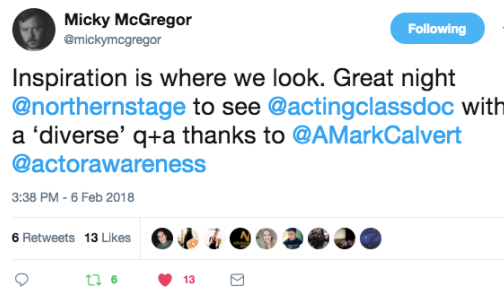 Micky McGregor
@mickymcgregor
Following
Inspiration is where we look. Great night
@northernstage to see @actingclassdoc with
a ‘diverse’ q+a thanks to @AMarkCalvert
@actorawareness
3:38 PM - 6 Feb 2018
6 Retweets 13 Likes
6 13